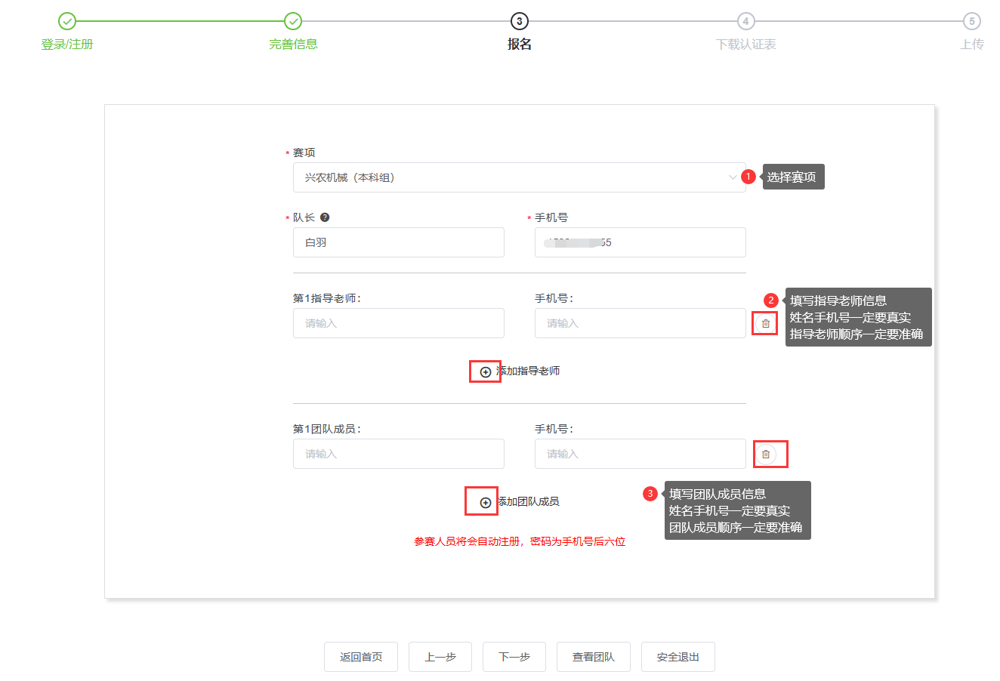 3 4 5
登录/注册 完善信息 报名 下载认证表 上传
* 赛项
兴农机械（本科组） 1 选择赛项
* 队长 ? * 手机号
白羽 55
第1指导老师： 手机号：
请输入 请输入
2 填写指导老师信息
姓名手机号一定要真实
指导老师顺序一定要准确
添加指导老师
第1团队成员： 手机号：
请输入 请输入
添加团队成员
3 填写团队成员信息
姓名手机号一定要真实
团队成员顺序一定要准确
参赛人员将会自动注册，密码为手机号后六位
返回首页 上一步 下一步 查看团队 安全退出